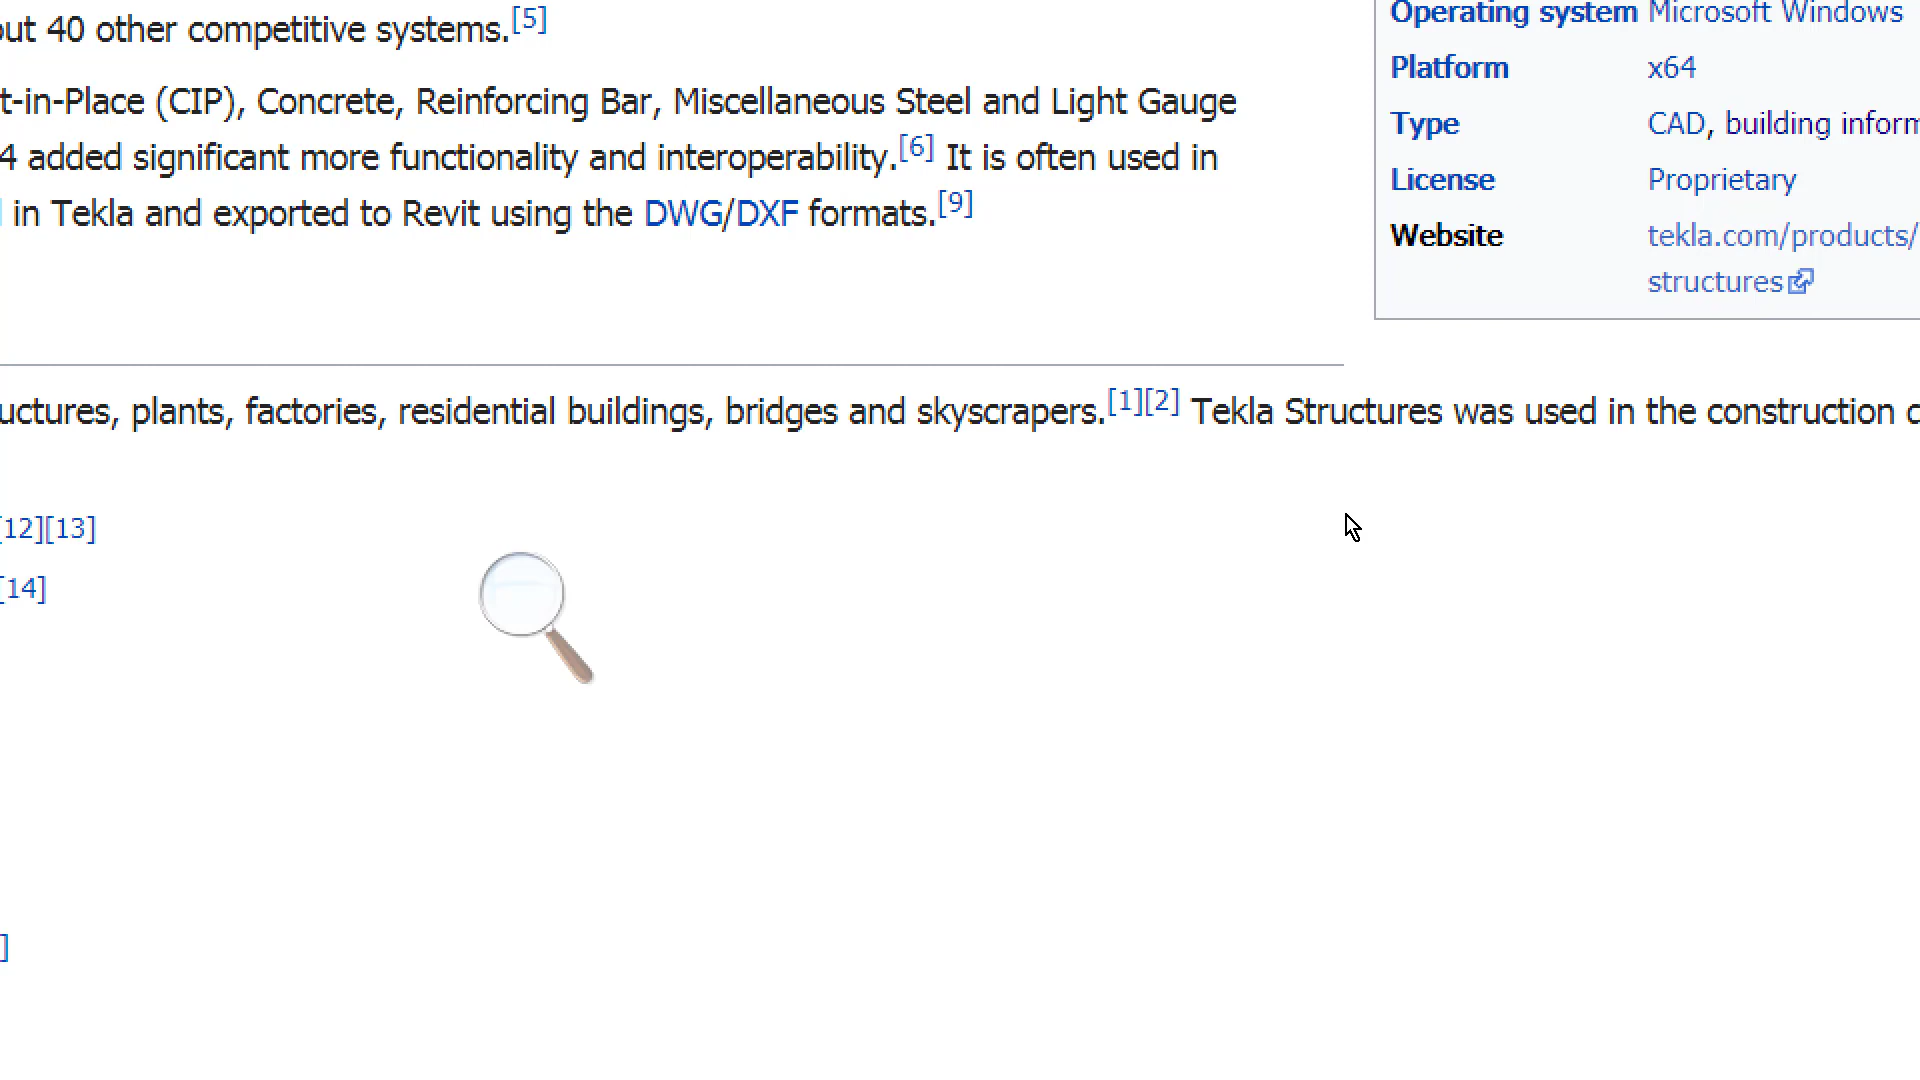 out 40 other competitive systems.[5]
t-in-Place (CIP), Concrete, Reinforcing Bar, Miscellaneous Steel and Light Gauge
4 added significant more functionality and interoperability.[6] It is often used in
in Tekla and exported to Revit using the DWG/DXF formats.[9]
Operating system Microsoft Windows
Platform x64
Type CAD, building inform
License Proprietary
Website tekla.com/products/
structures
uctures, plants, factories, residential buildings, bridges and skyscrapers.[1][2] Tekla Structures was used in the construction
[12][13]
[14]
]